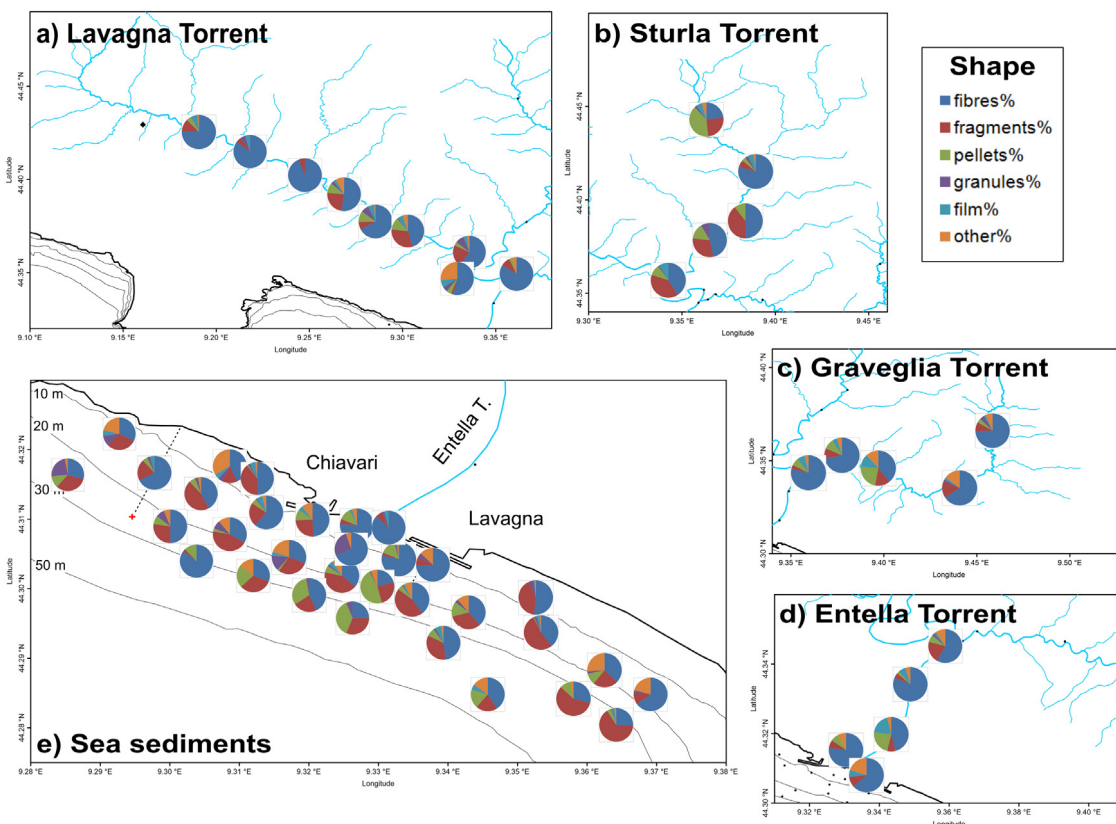 a) Lavagna Torrent
44.45 °N
44.40 °N
44.35 °N
Latitude
9.10 °E
9.15 °E
9.20 °E
9.25 °E
9.30 °E
9.35 °E
Longitude
b) Sturla Torrent
44.45 °N
44.40 °N
44.35 °N
Latitude
9.30 °E
9.35 °E
9.40 °E
9.45 °E
Longitude
Shape
fibres%
fragments%
pellets%
granules%
film%
other%
c) Graveglia Torrent
44.40 °N
44.35 °N
44.30 °N
Latitude
9.35 °E
9.40 °E
9.45 °E
9.50 °E
Longitude
d) Entella Torrent
44.34 °N
44.32 °N
44.30 °N
Latitude
9.32 °E
9.34 °E
9.36 °E
9.38 °E
9.40 °E
Longitude
10 m
20 m
30 m
50 m
Chiavari
Entella T.
Lavagna
e) Sea sediments
44.32 °N
44.31 °N
44.30 °N
44.29 °N
44.28 °N
Latitude
9.28 °E
9.29 °E
9.30 °E
9.31 °E
9.32 °E
9.33 °E
9.34 °E
9.35 °E
9.36 °E
9.37 °E
9.38 °E
Longitude